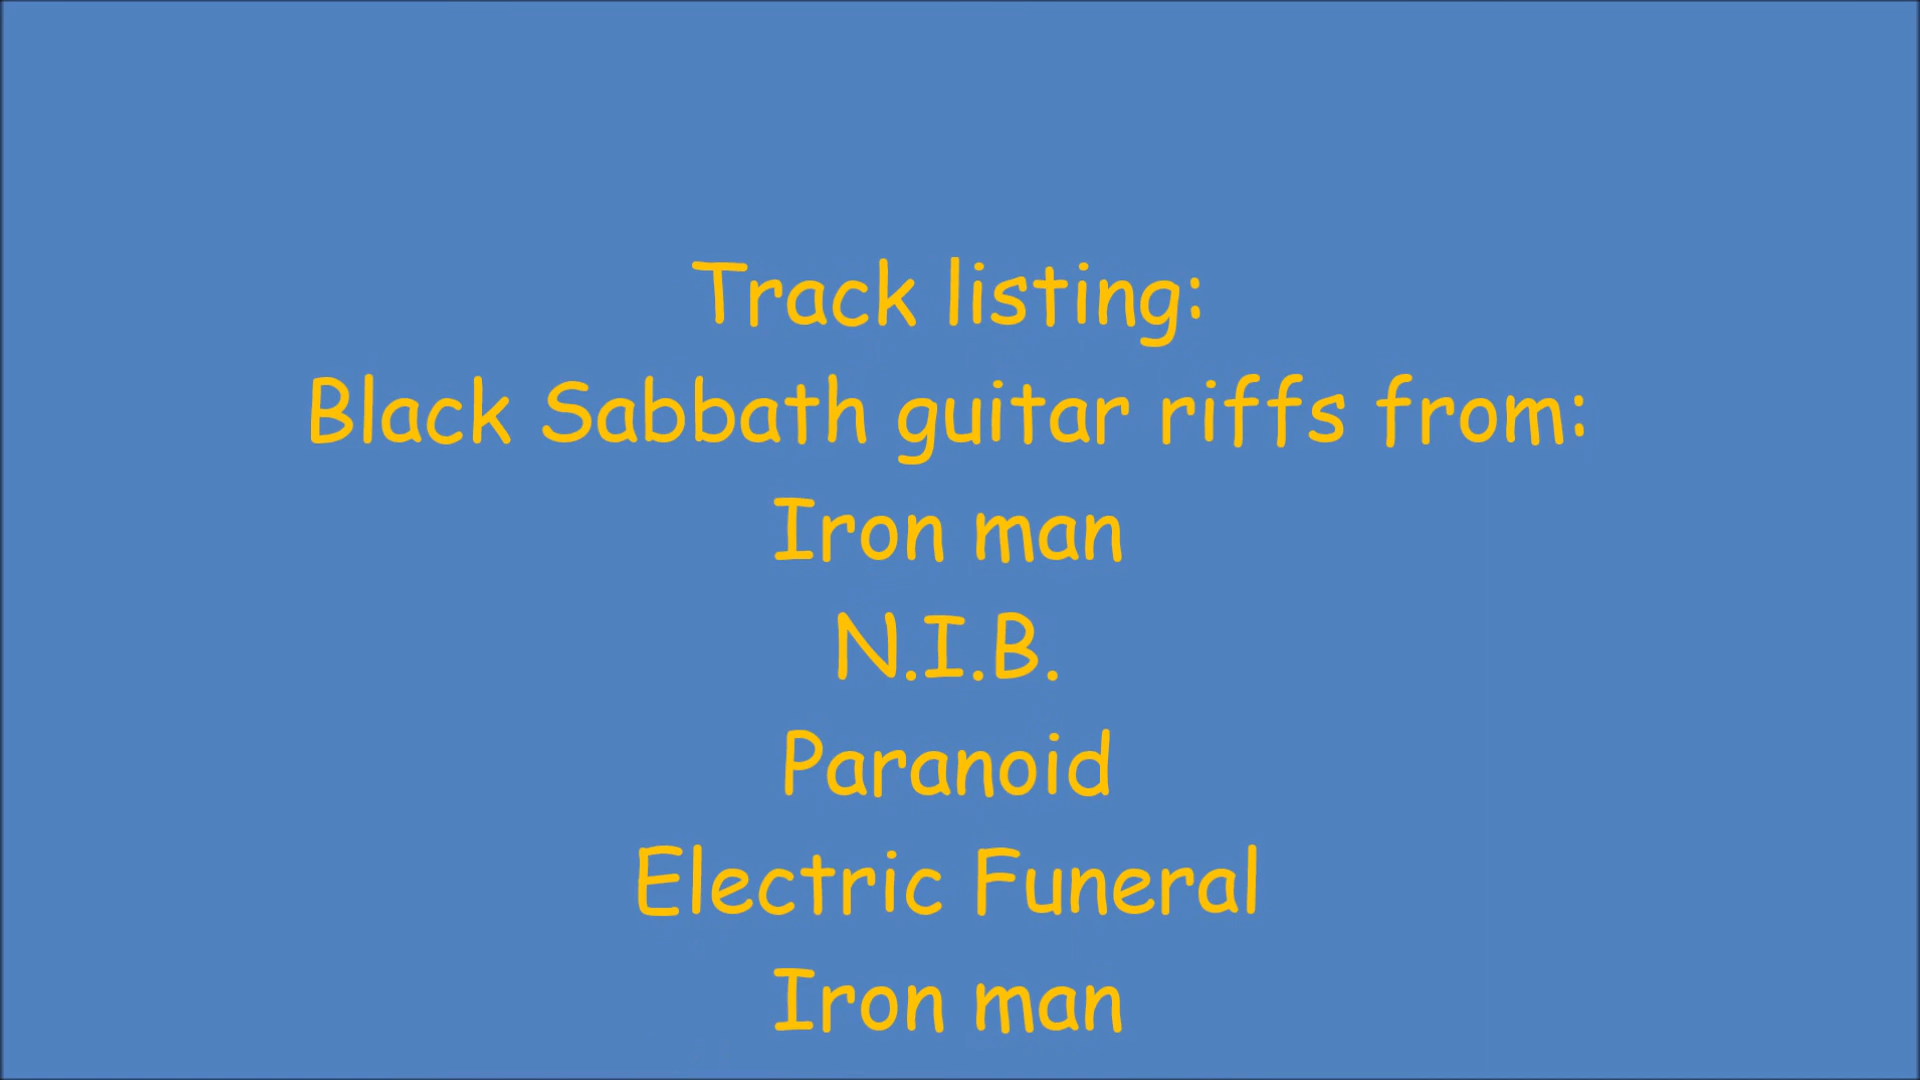 Track listing:
Black Sabbath guitar riffs from:
Iron man
N.I.B.
Paranoid
Electric Funeral
Iron man